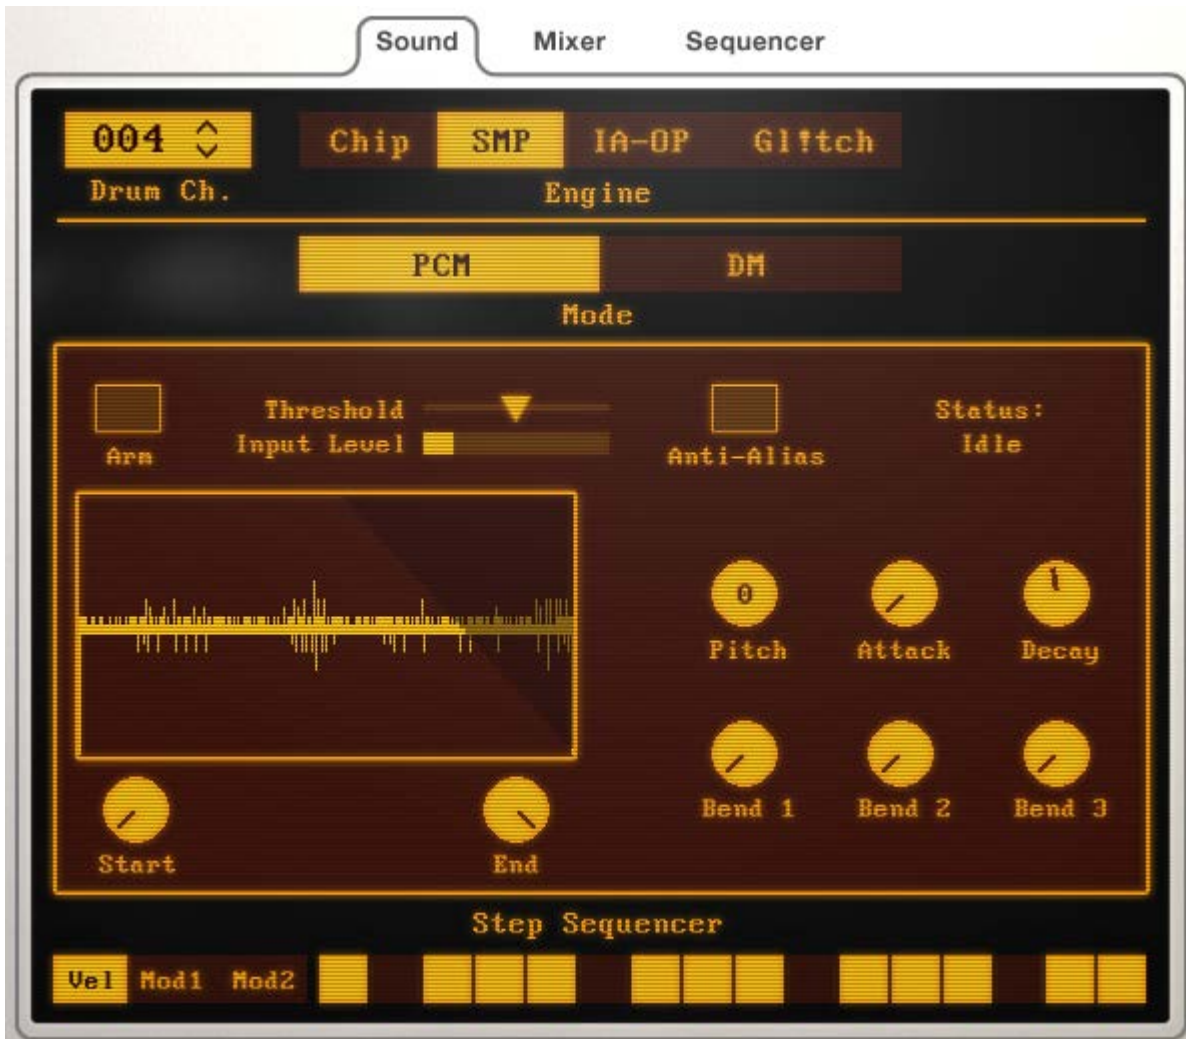 Sound Mixer Sequencer
004 Chip SMP IA-OP Gl!tch
Drum Ch. Engine
PCM DM
Mode
Threshold Status:
Input Level Idle
Arm Anti-Alias
0
Pitch Attack Decay
Bend 1 Bend 2 Bend 3
Start End
Step Sequencer
Vel Mod1 Mod2